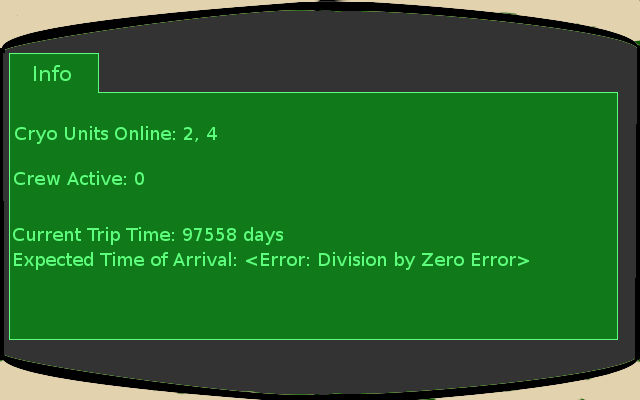 Info
Cryo Units Online: 2, 4
Crew Active: 0
Current Trip Time: 97558 days
Expected Time of Arrival: <Error: Division by Zero Error>